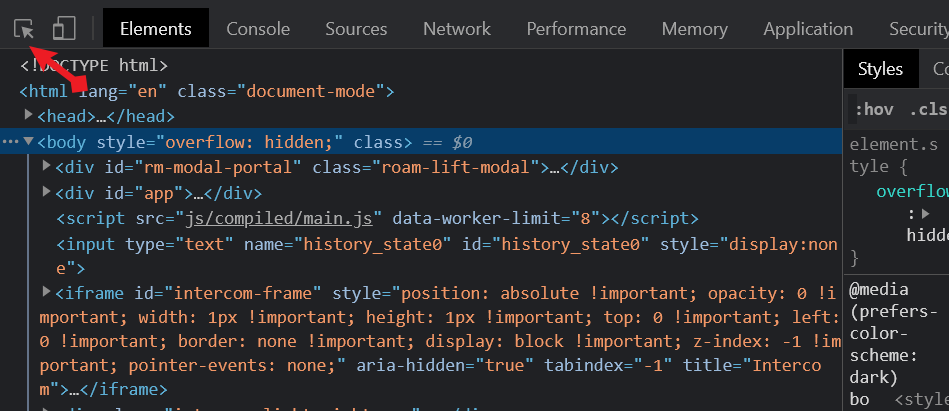 Elements Console Sources Network Performance Memory Application Security
<!DOCTYPE html>
<html lang="en" class="document-mode">
<head>…</head>
<body style="overflow: hidden;" class> == $0
<div id="rm-modal-portal" class="roam-lift-modal">…</div>
<div id="app">…</div>
<script src="js/compiled/main.js" data-worker-limit="8"></script>
<input type="text" name="history_state0" id="history_state0" style="display:non
e">
<iframe id="intercom-frame" style="position: absolute !important; opacity: 0 !i
mportant; width: 1px !important; height: 1px !important; top: 0 !important; left:
0 !important; border: none !important; display: block !important; z-index: -1 !im
portant; pointer-events: none;" aria-hidden="true" tabindex="-1" title="Interco
m">…</iframe>
Styles Co
:hov .cls
element.s
tyle {
overflow
:
hidde
}
@media
(prefers-
color-
scheme:
dark)
bo <style